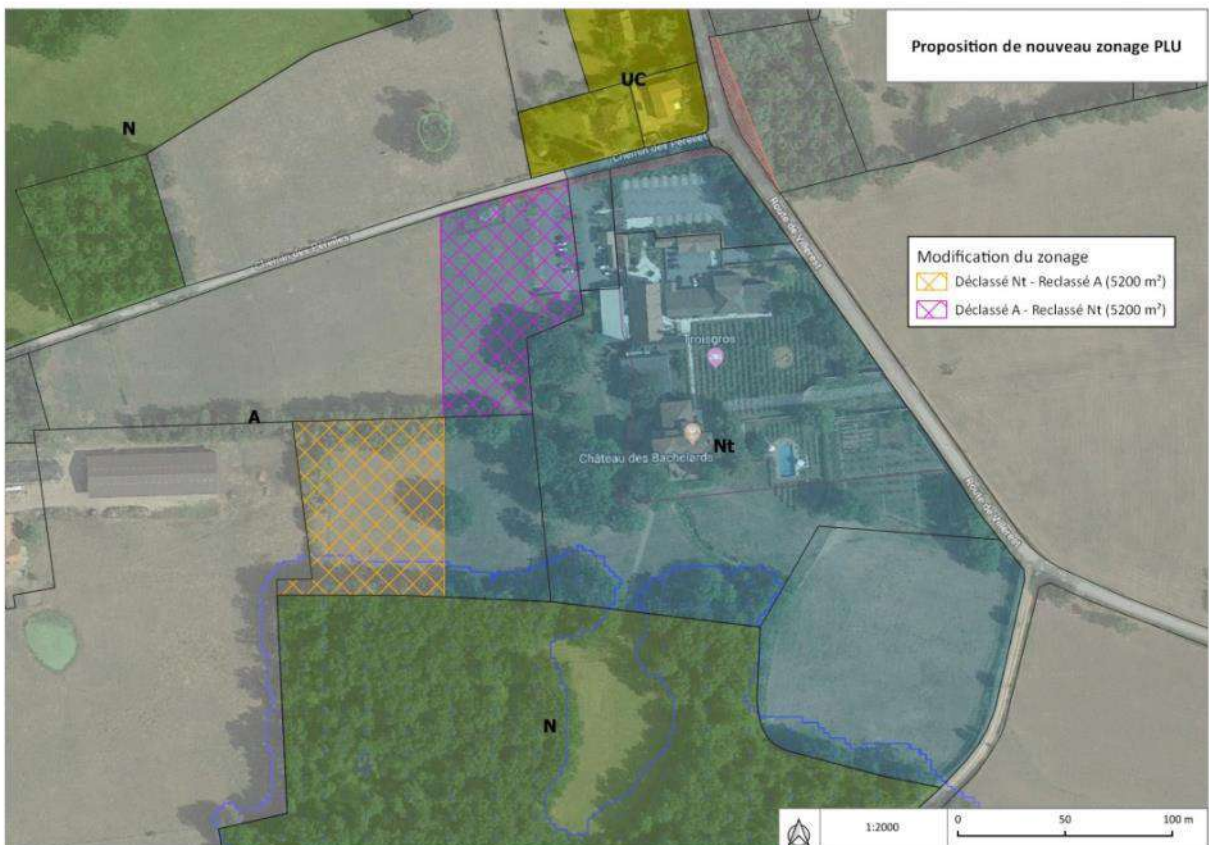 Proposition de nouveau zonage PLU
UC
N
Chemin des Pérelles
Chemin des Pérelles
Route de Villerest
Modification du zonage
Déclassé Nt - Reclassé A (5200 m²)
Déclassé A - Reclassé Nt (5200 m²)
Troisgros
A
Nt
Château des Bachelards
Route de Villerest
N
1:2000
0 50 100 m